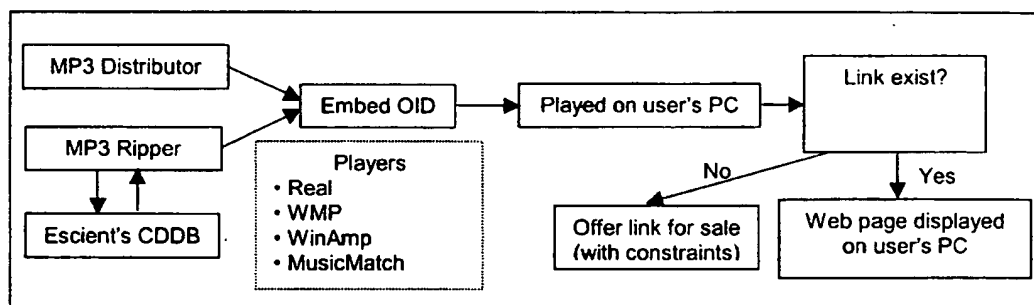 MP3 Distributor
MP3 Ripper
Escient's CDDB
Embed OID
Players
• Real
• WMP
• WinAmp
• MusicMatch
Played on user's PC
Link exist?
No
Yes
Offer link for sale
(with constraints)
Web page displayed
on user's PC